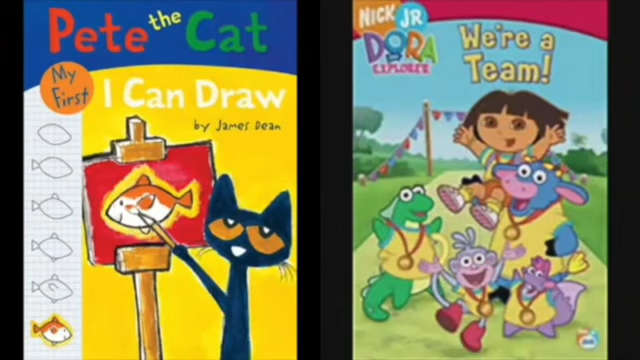 Pete the Cat
My
First
I Can Draw
by James Dean
NICK JR
DORA
the EXPLORER
We're a
Team!